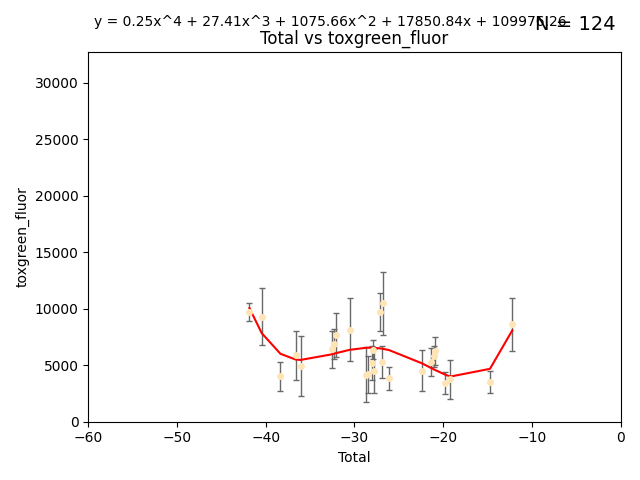 y = 0.25x^4 + 27.41x^3 + 1075.66x^2 + 17850.84x + 109976.26
N = 124
Total vs toxgreen_fluor
30000
25000
20000
15000
10000
5000
0
toxgreen_fluor
−60 −50 −40 −30 −20 −10 0
Total